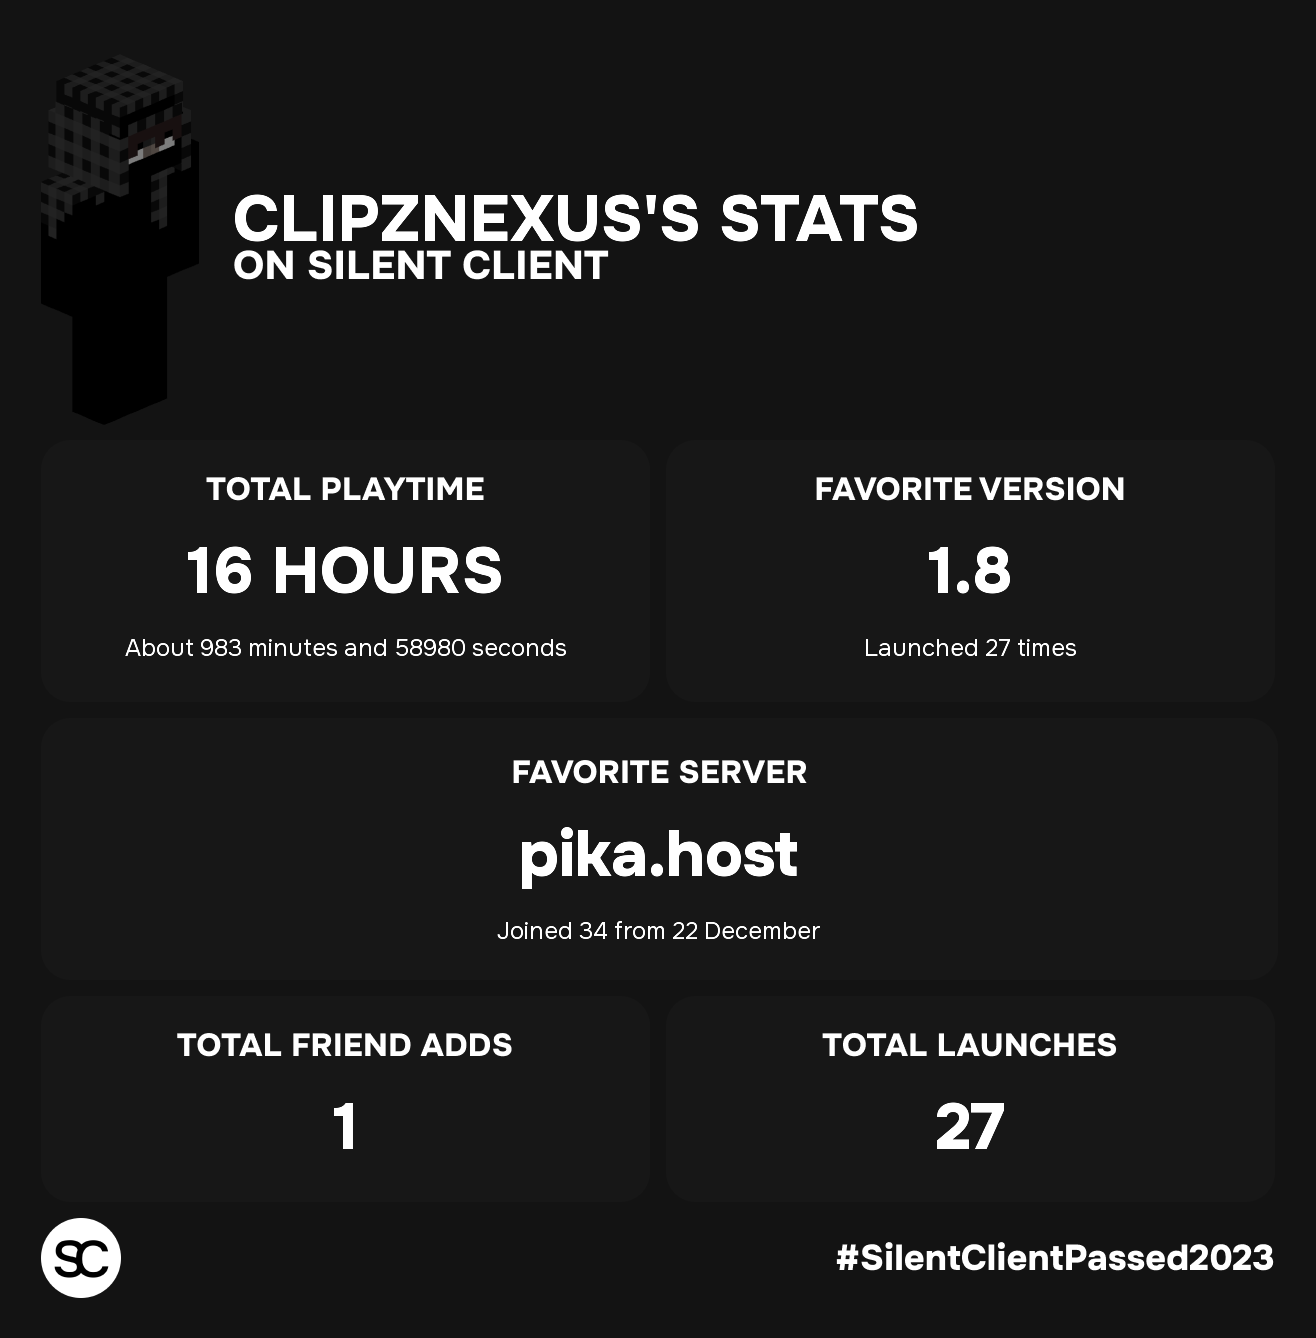 CLIPZNEXUS'S STATS
ON SILENT CLIENT
TOTAL PLAYTIME
16 HOURS
About 983 minutes and 58980 seconds
FAVORITE VERSION
1.8
Launched 27 times
FAVORITE SERVER
pika.host
Joined 34 from 22 December
TOTAL FRIEND ADDS
1
TOTAL LAUNCHES
27
SC
#SilentClientPassed2023